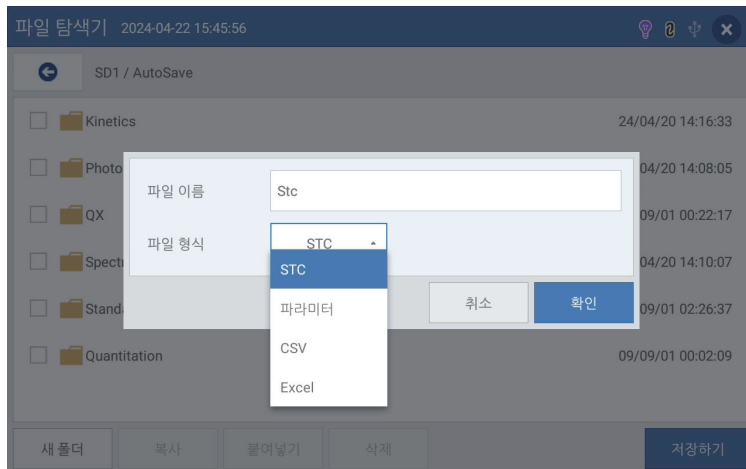 파일 탐색기 2024-04-22 15:45:56
SD1 / AutoSave
Kinetics 24/04/20 14:16:33
Photo 04/20 14:08:05
QX 09/01 00:22:17
Spect 04/20 14:10:07
Stand 09/01 02:26:37
Quantitation 09/09/01 00:02:09
파일 이름 Stc
파일 형식 STC
STC
파라미터
CSV
Excel
취소 확인
새 폴더 복사 붙여넣기 삭제 저장하기